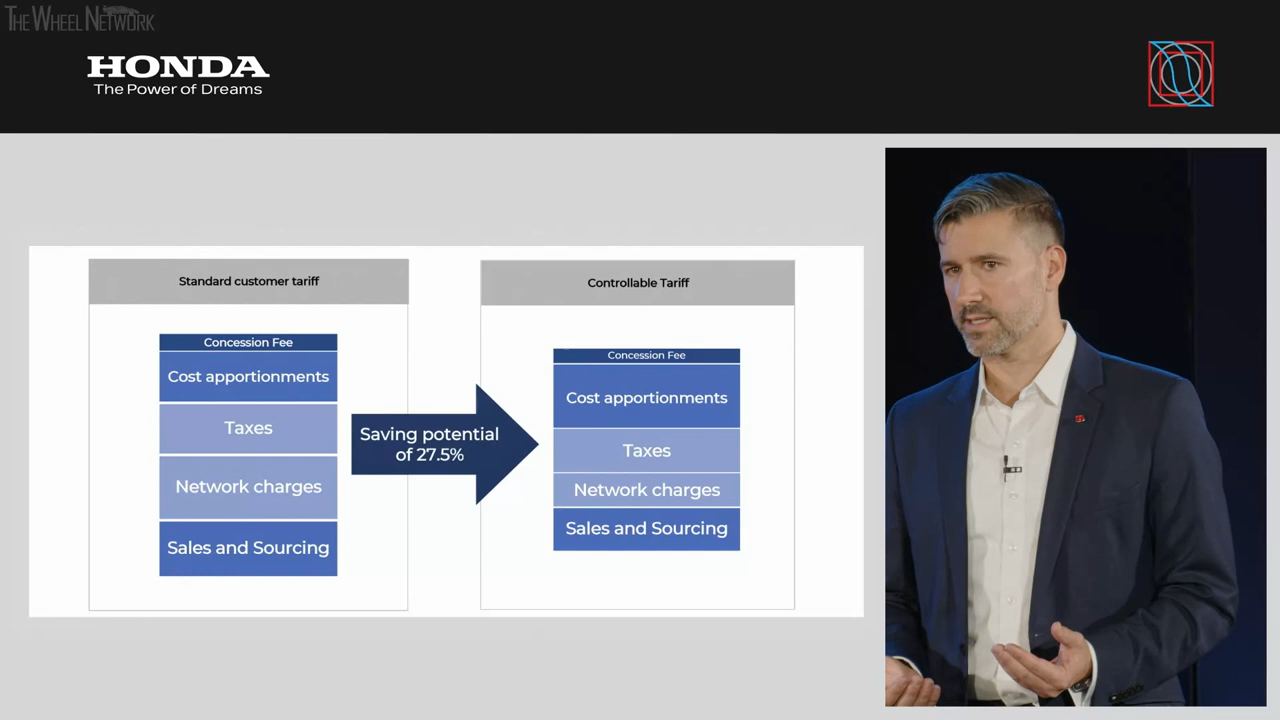 THE WHEEL NETWORK
HONDA
The Power of Dreams
Standard customer tariff
Concession Fee
Cost apportionments
Taxes
Network charges
Sales and Sourcing
Saving potential
of 27.5%
Controllable Tariff
Concession Fee
Cost apportionments
Taxes
Network charges
Sales and Sourcing